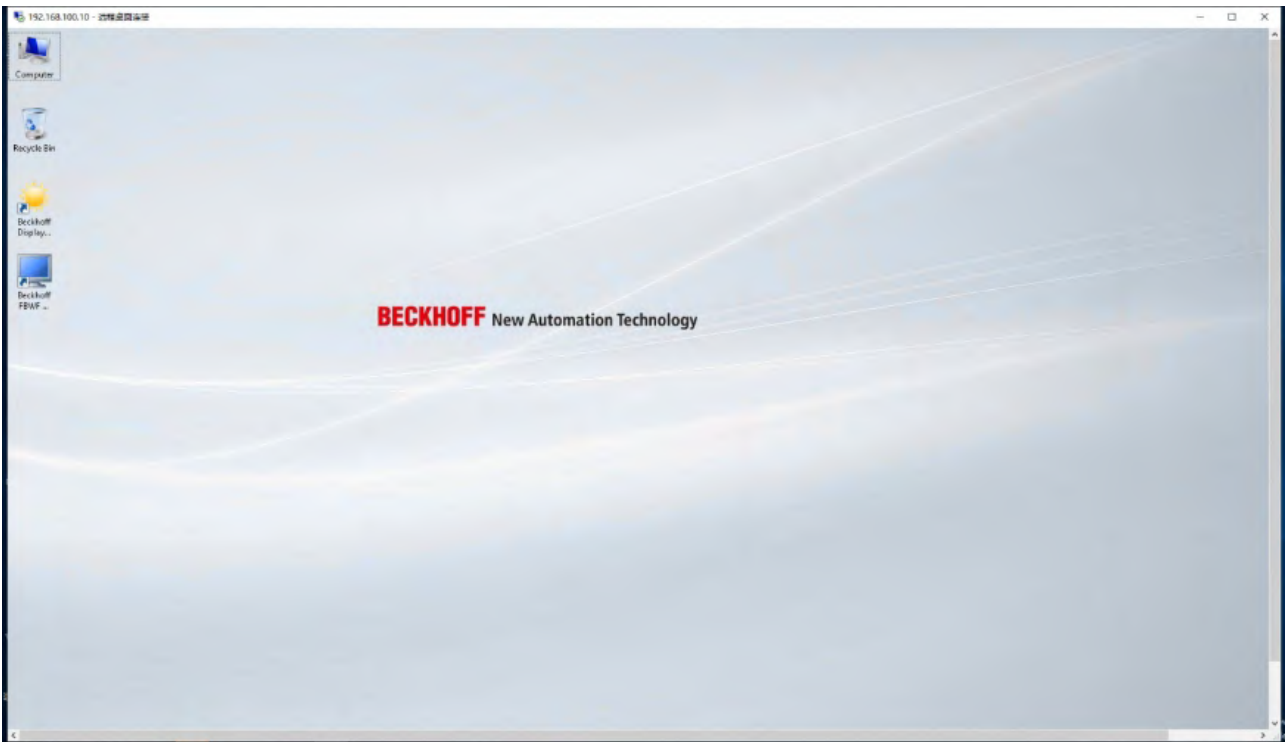 192.168.100.10 - 远程桌面连接
Computer
Recycle Bin
Beckhoff
Display...
Beckhoff
FBWF ...
BECKHOFF New Automation Technology